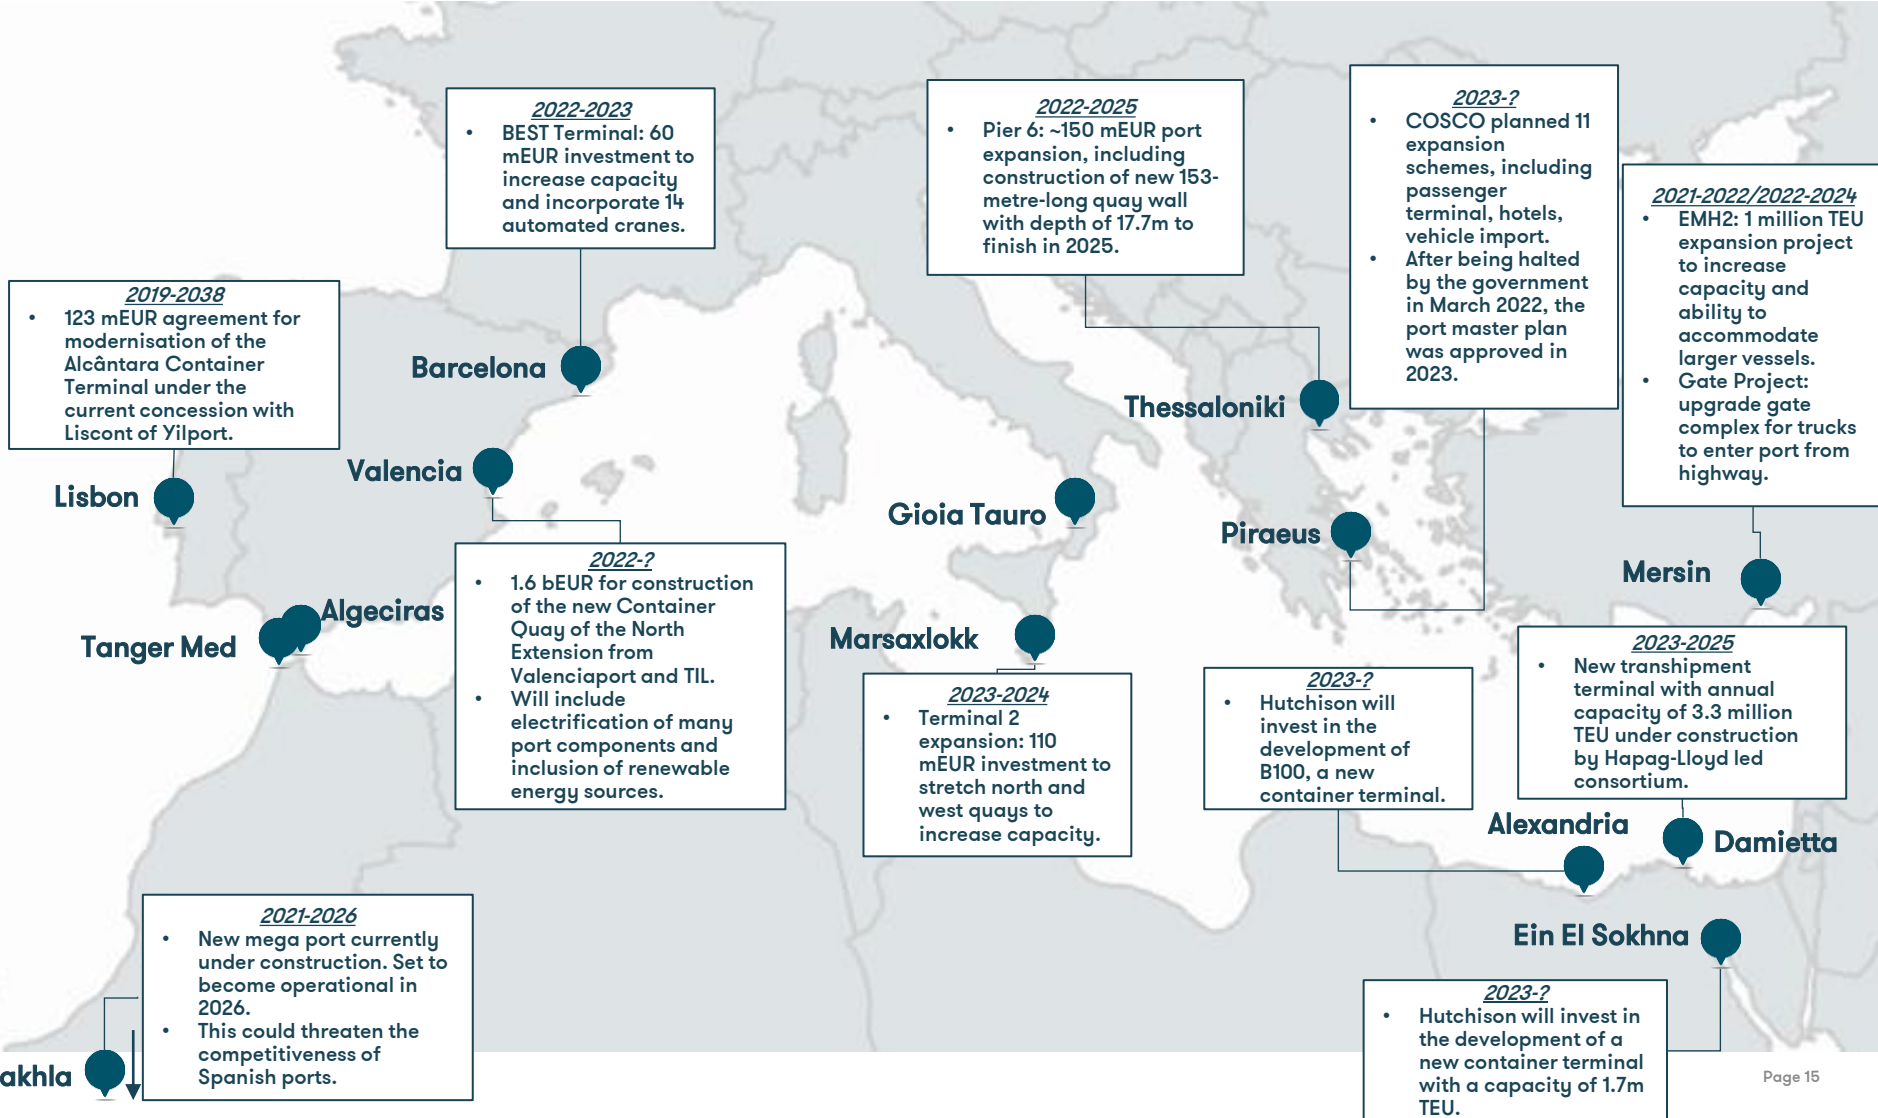 2022-2023
• BEST Terminal: 60
mEUR investment to
increase capacity
and incorporate 14
automated cranes.
2022-2025
• Pier 6: ~150 mEUR port
expansion, including
construction of new 153-
metre-long quay wall
with depth of 17.7m to
finish in 2025.
2023-?
• COSCO planned 11
expansion
schemes, including
passenger
terminal, hotels,
vehicle import.
• After being halted
by the government
in March 2022, the
port master plan
was approved in
2023.
2021-2022/2022-2024
• EMH2: 1 million TEU
expansion project
to increase
capacity and
ability to
accommodate
larger vessels.
• Gate Project:
upgrade gate
complex for trucks
to enter port from
highway.
2019-2038
• 123 mEUR agreement for
modernisation of the
Alcântara Container
Terminal under the
current concession with
Liscont of Yilport.
Barcelona
Thessaloniki
Valencia
Lisbon
Gioia Tauro
Piraeus
Mersin
Algeciras
Tanger Med
Marsaxlokk
2022-?
• 1.6 bEUR for construction
of the new Container
Quay of the North
Extension from
Valenciaport and TIL.
• Will include
electrification of many
port components and
inclusion of renewable
energy sources.
2023-2024
• Terminal 2
expansion: 110
mEUR investment to
stretch north and
west quays to
increase capacity.
2023-?
• Hutchison will
invest in the
development of
B100, a new
container terminal.
2023-2025
• New transhipment
terminal with annual
capacity of 3.3 million
TEU under construction
by Hapag-Lloyd led
consortium.
Alexandria
Damietta
Ein El Sokhna
2021-2026
• New mega port currently
under construction. Set to
become operational in
2026.
• This could threaten the
competitiveness of
Spanish ports.
akhla
2023-?
• Hutchison will invest in
the development of a
new container terminal
with a capacity of 1.7m
TEU.
Page 15